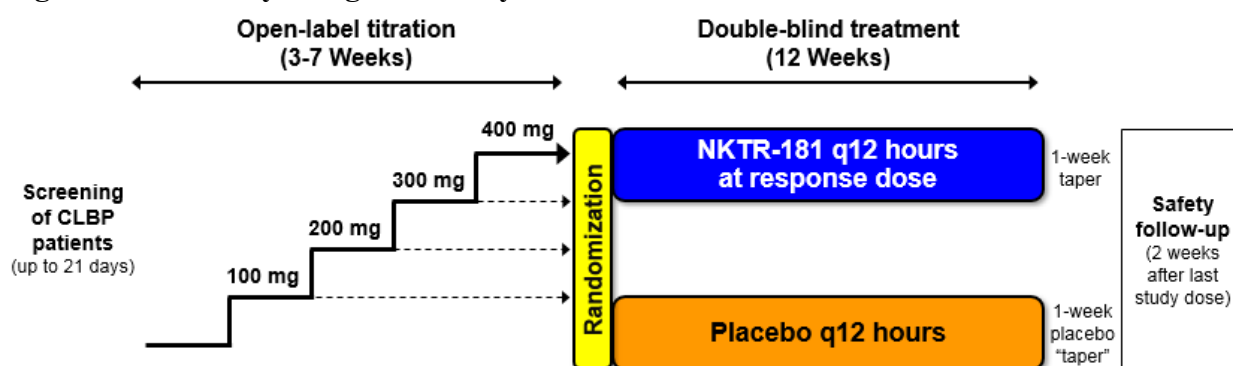 Open-label titration
(3-7 Weeks)
Double-blind treatment
(12 Weeks)
Screening
of CLBP
patients
(up to 21 days)
100 mg
200 mg
300 mg
400 mg
Randomization
NKTR-181 q12 hours
at response dose
1-week
taper
Placebo q12 hours
1-week
placebo
“taper”
Safety
follow-up
(2 weeks
after last
study dose)